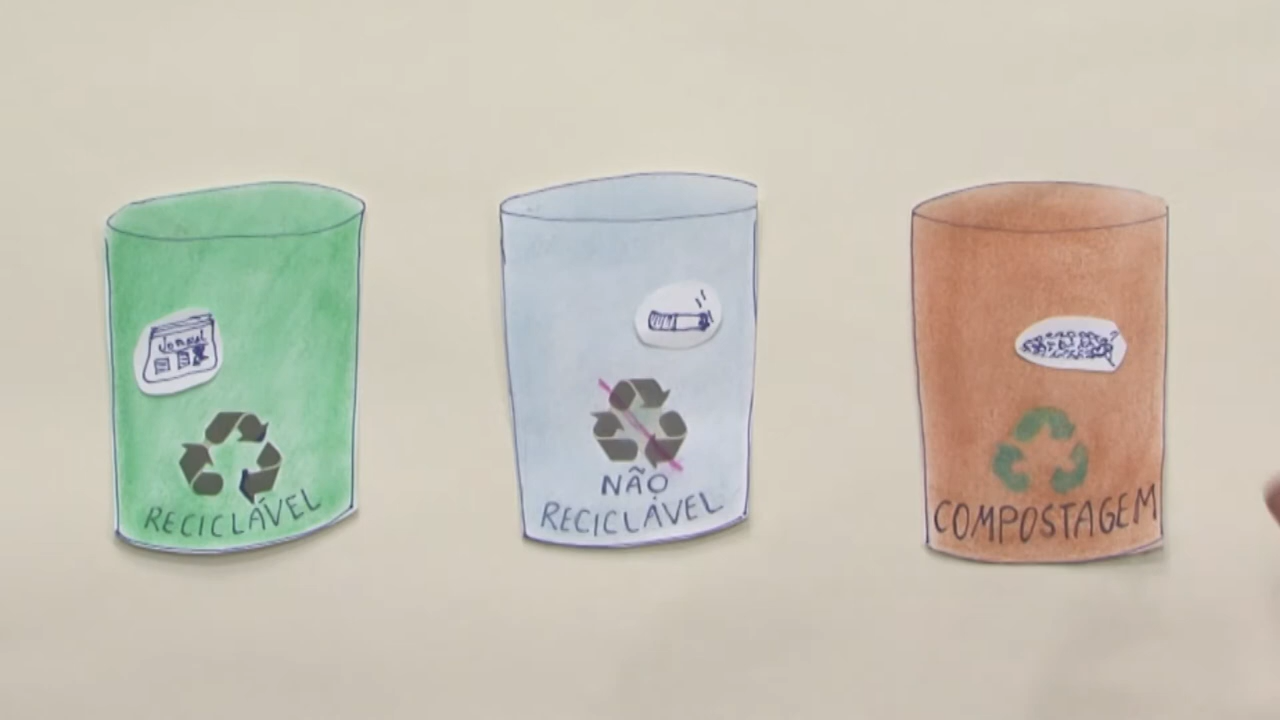 Jornal
RECICLÁVEL
NÃO
RECICLÁVEL
COMPOSTAGEM